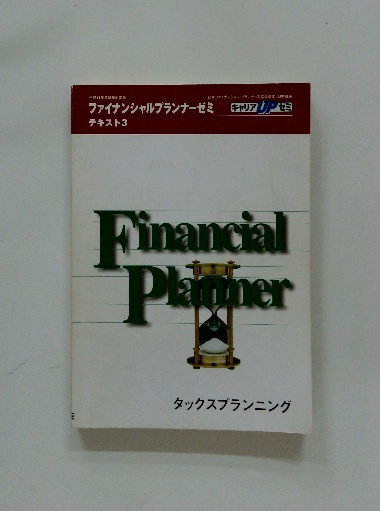 ファイナンシャルプランナーゼミ キャリアUPゼミ
テキスト3
Financial
Planner
タックスプランニング